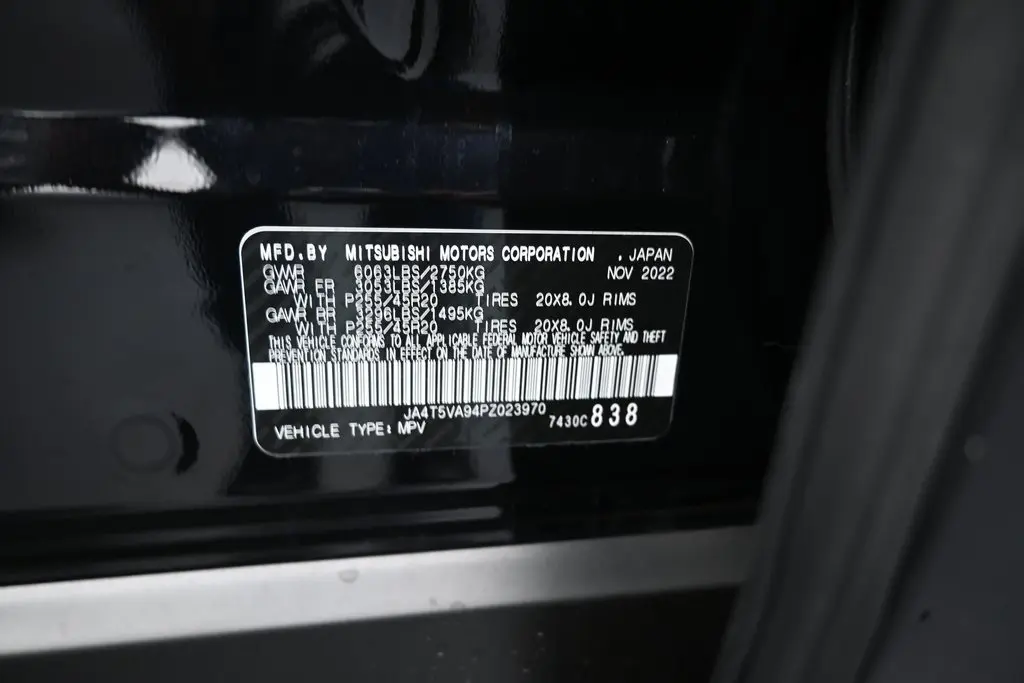 MFD.BY MITSUBISHI MOTORS CORPORATION . JAPAN
GVWR 6063LBS/2750KG NOV 2022
GAWR FR 3053LBS/1385KG
WITH P255/45R20 TIRES 20X8.0J RIMS
GAWR RR 3296LBS/1495KG
WITH P255/45R20 TIRES 20X8.0J RIMS
THIS VEHICLE CONFORMS TO ALL APPLICABLE FEDERAL MOTOR VEHICLE SAFETY AND THEFT
PREVENTION STANDARDS IN EFFECT ON THE DATE OF MANUFACTURE SHOWN ABOVE.
JA4T5VA94PZ023970
VEHICLE TYPE: MPV 7430C 838